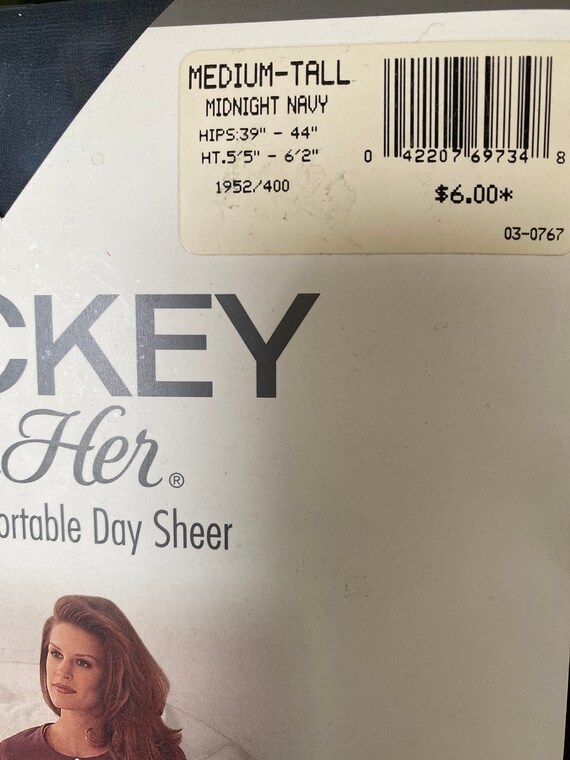 MEDIUM-TALL
MIDNIGHT NAVY
HIPS:39" - 44"
HT.5'5" - 6'2"
1952/400
0 42207 69734 8
$6.00*
03-0767
CKEY
Her®
ortable Day Sheer